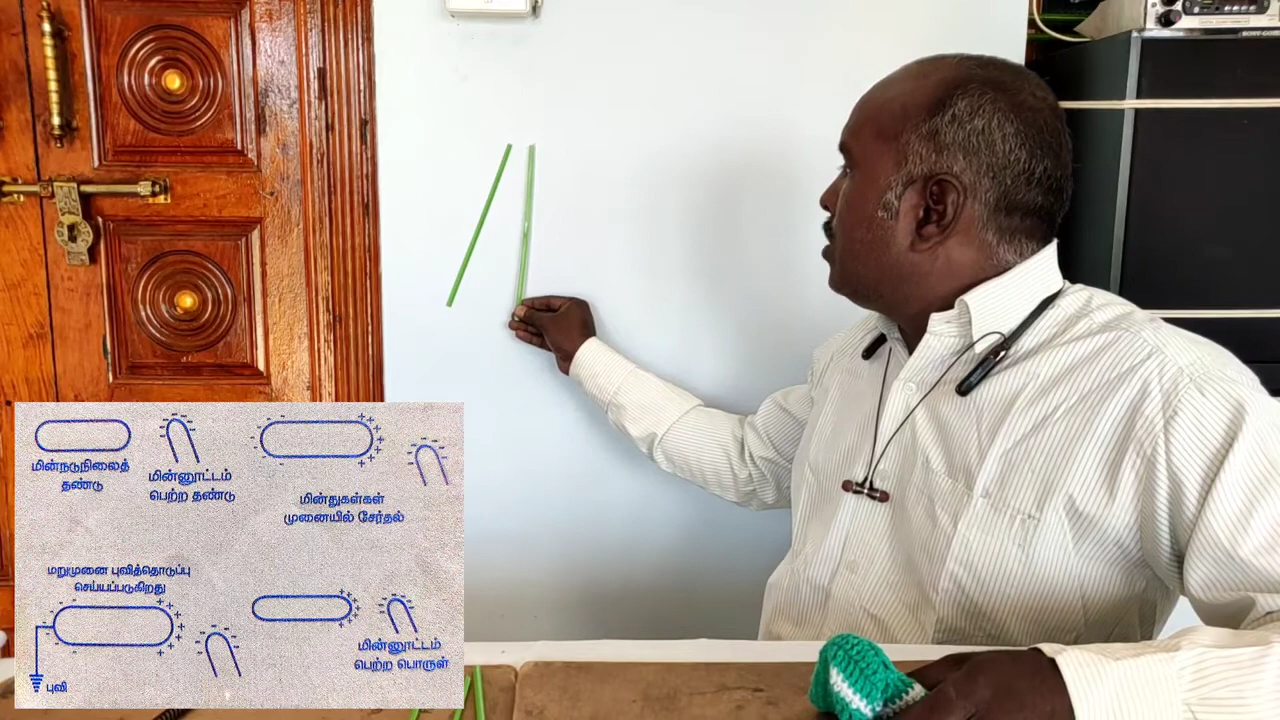 மின்நடுநிலைத்
தண்டு
மின்னூட்டம்
பெற்ற தண்டு
மின்துகள்கள்
முனையில் சேர்தல்
மறுமுனை புவித்தொடுப்பு
செய்யப்படுகிறது
புவி
மின்னூட்டம்
பெற்ற பொருள்